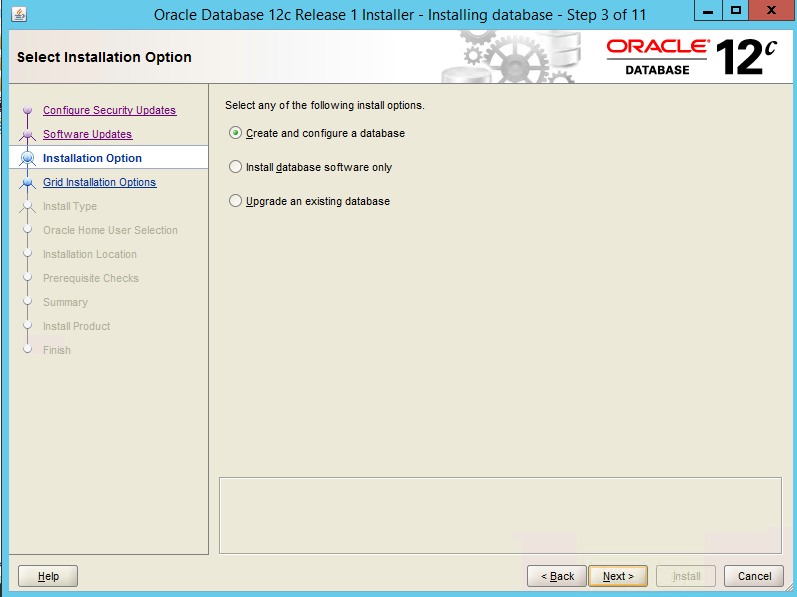 Oracle Database 12c Release 1 Installer - Installing database - Step 3 of 11
Select Installation Option
ORACLE®
DATABASE
12c
Configure Security Updates
Software Updates
Installation Option
Grid Installation Options
Install Type
Oracle Home User Selection
Installation Location
Prerequisite Checks
Summary
Install Product
Finish
Select any of the following install options.
Create and configure a database
Install database software only
Upgrade an existing database
Help
< Back
Next >
Install
Cancel